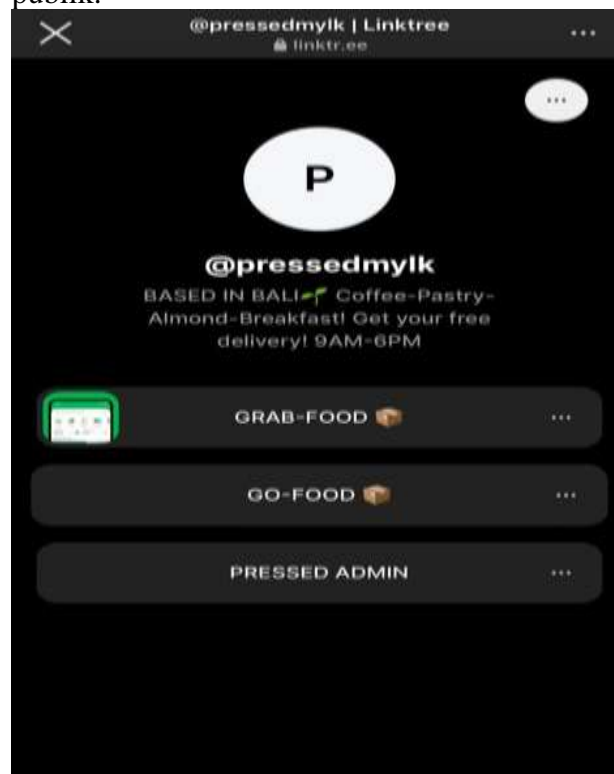 publik.
@pressedmylk | Linktree
🔒 linktr.ee
P
@pressedmylk
BASED IN BALI🌱 Coffee-Pastry-
Almond-Breakfast! Get your free
delivery! 9AM-6PM
GRAB-FOOD 📦
GO-FOOD 📦
PRESSED ADMIN